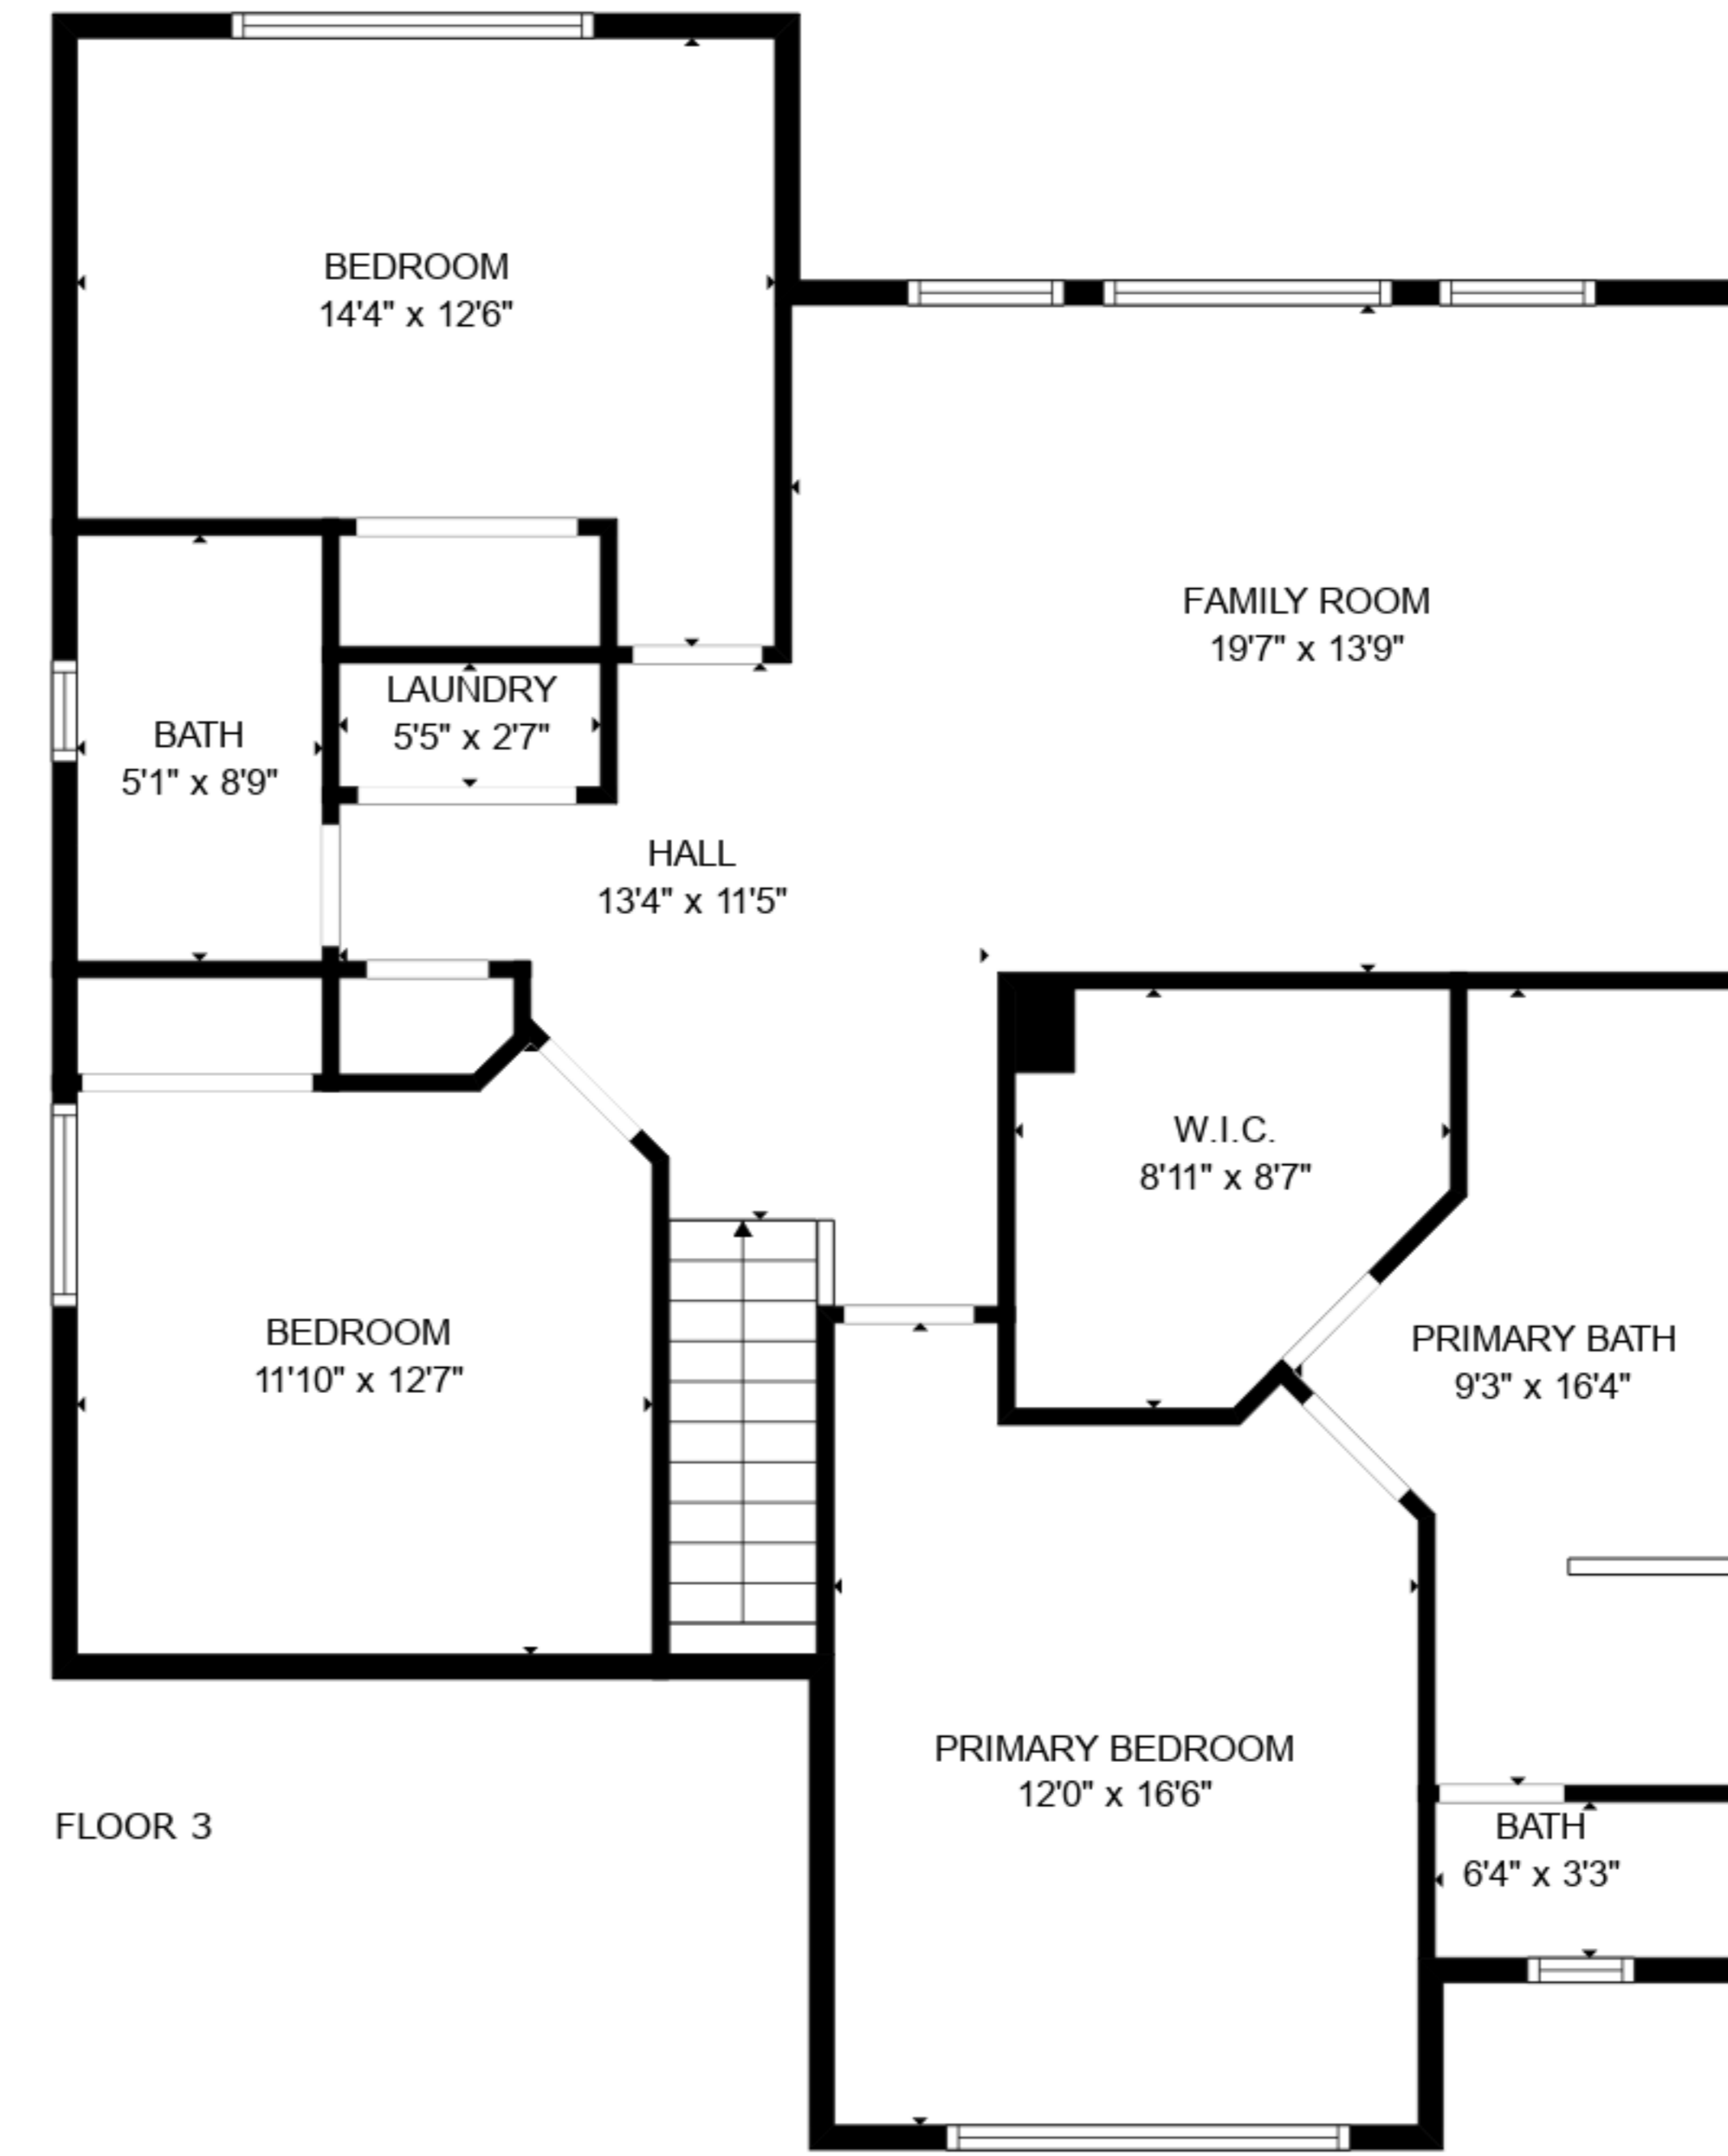 BEDROOM
14'4" x 12'6"
FAMILY ROOM
19'7" x 13'9"
LAUNDRY
5'5" x 2'7"
BATH
5'1" x 8'9"
HALL
13'4" x 11'5"
W.I.C.
8'11" x 8'7"
BEDROOM
11'10" x 12'7"
PRIMARY BATH
9'3" x 16'4"
PRIMARY BEDROOM
12'0" x 16'6"
FLOOR 3
BATH
6'4" x 3'3"